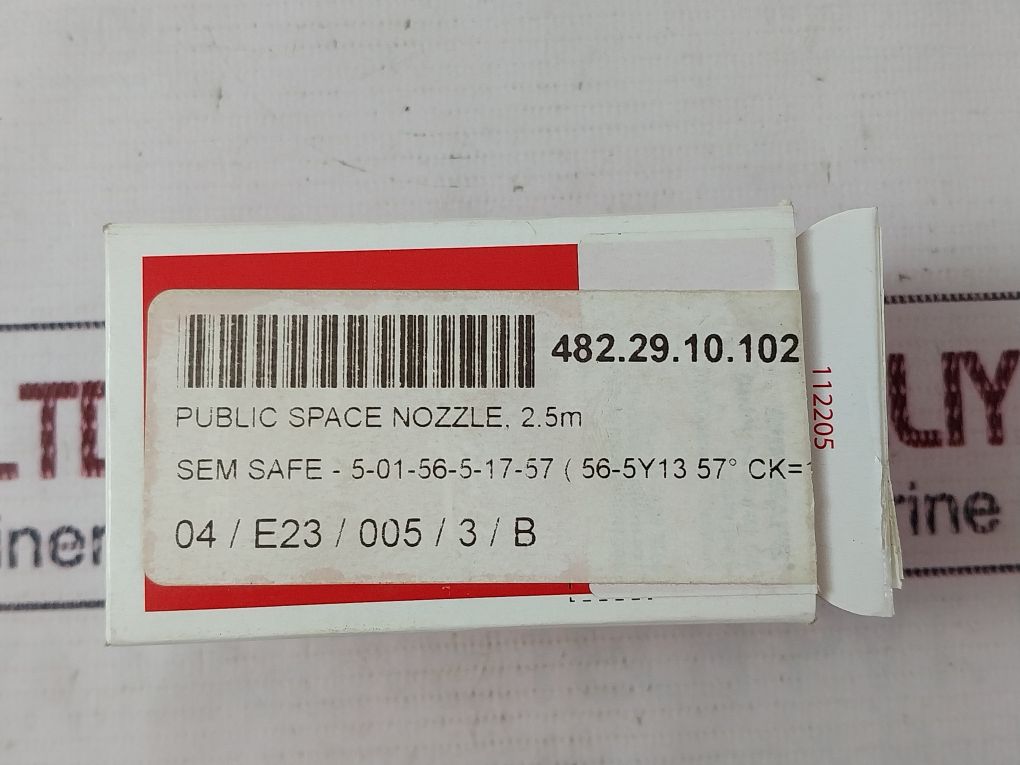 482.29.10.102
PUBLIC SPACE NOZZLE, 2.5m
SEM SAFE - 5-01-56-5-17-57 ( 56-5Y13 57° CK=
04 / E23 / 005 / 3 / B
112205